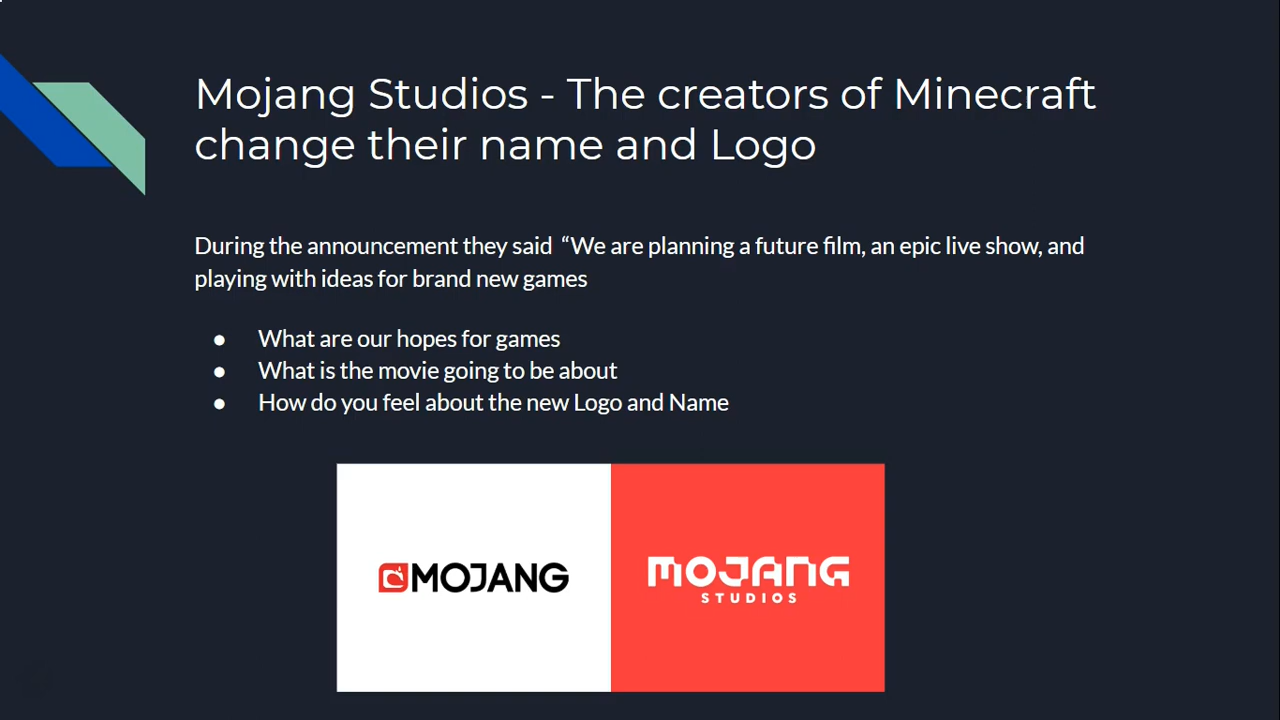 Mojang Studios - The creators of Minecraft
change their name and Logo
During the announcement they said “We are planning a future film, an epic live show, and
playing with ideas for brand new games
● What are our hopes for games
● What is the movie going to be about
● How do you feel about the new Logo and Name
MOJANG
MOJANG
STUDIOS